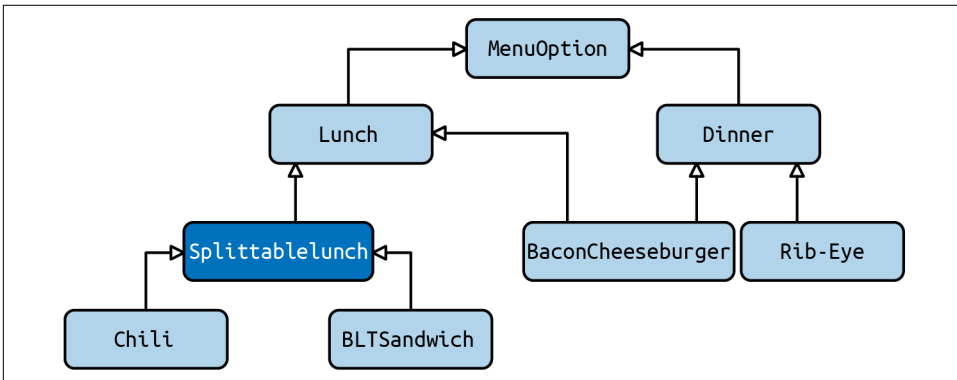 MenuOption
Lunch
Dinner
Splittablelunch
BaconCheeseburger
Rib-Eye
Chili
BLTSandwich